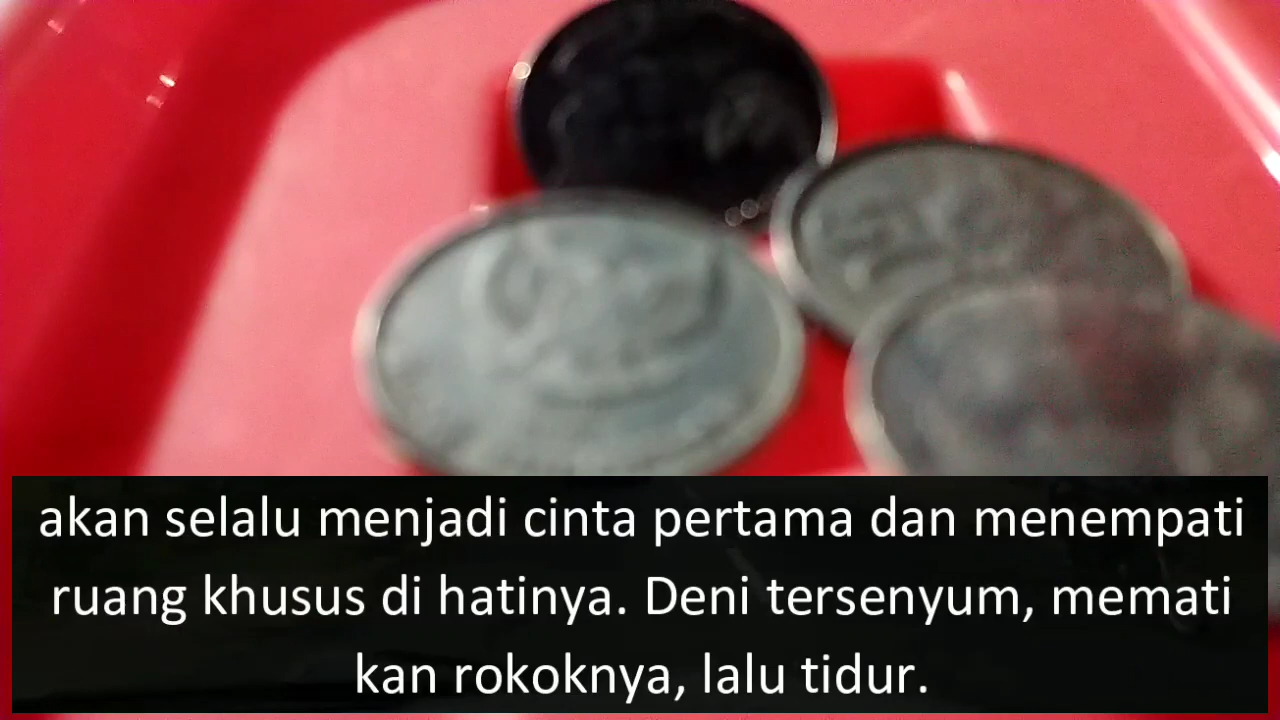 akan selalu menjadi cinta pertama dan menempati
ruang khusus di hatinya. Deni tersenyum, memati
kan rokoknya, lalu tidur.